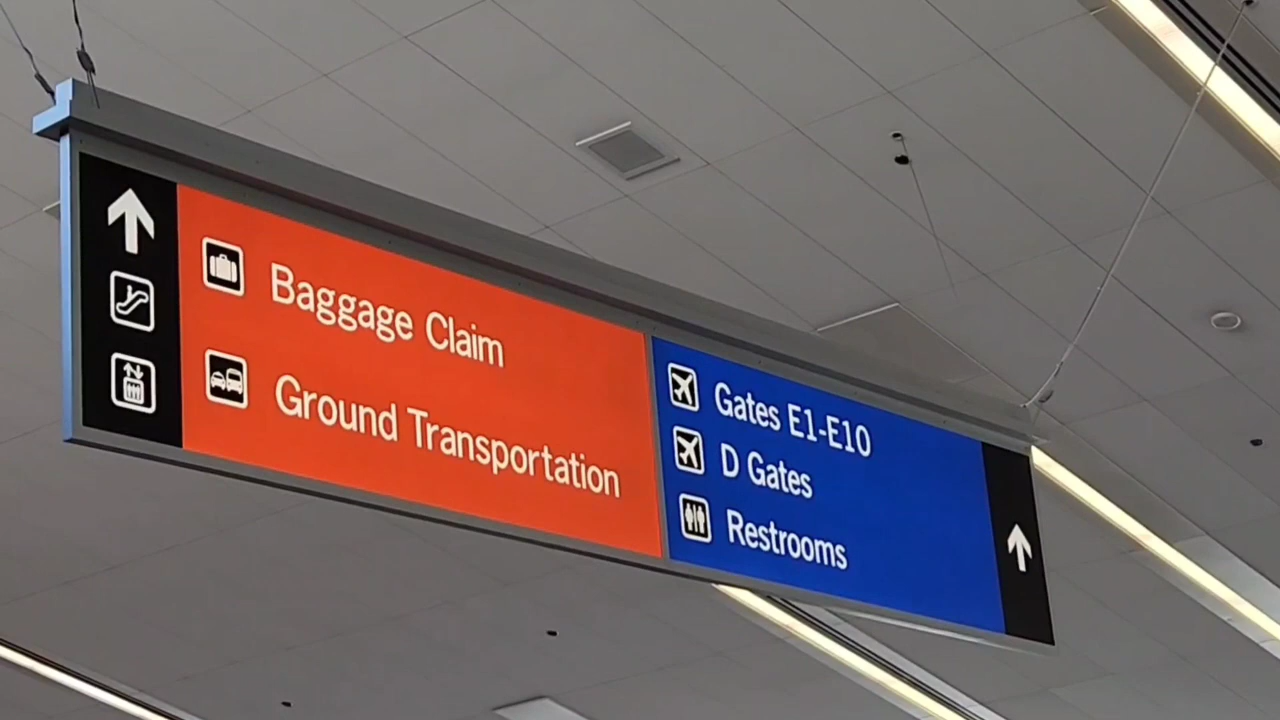 Baggage Claim
Ground Transportation
Gates E1-E10
D Gates
Restrooms